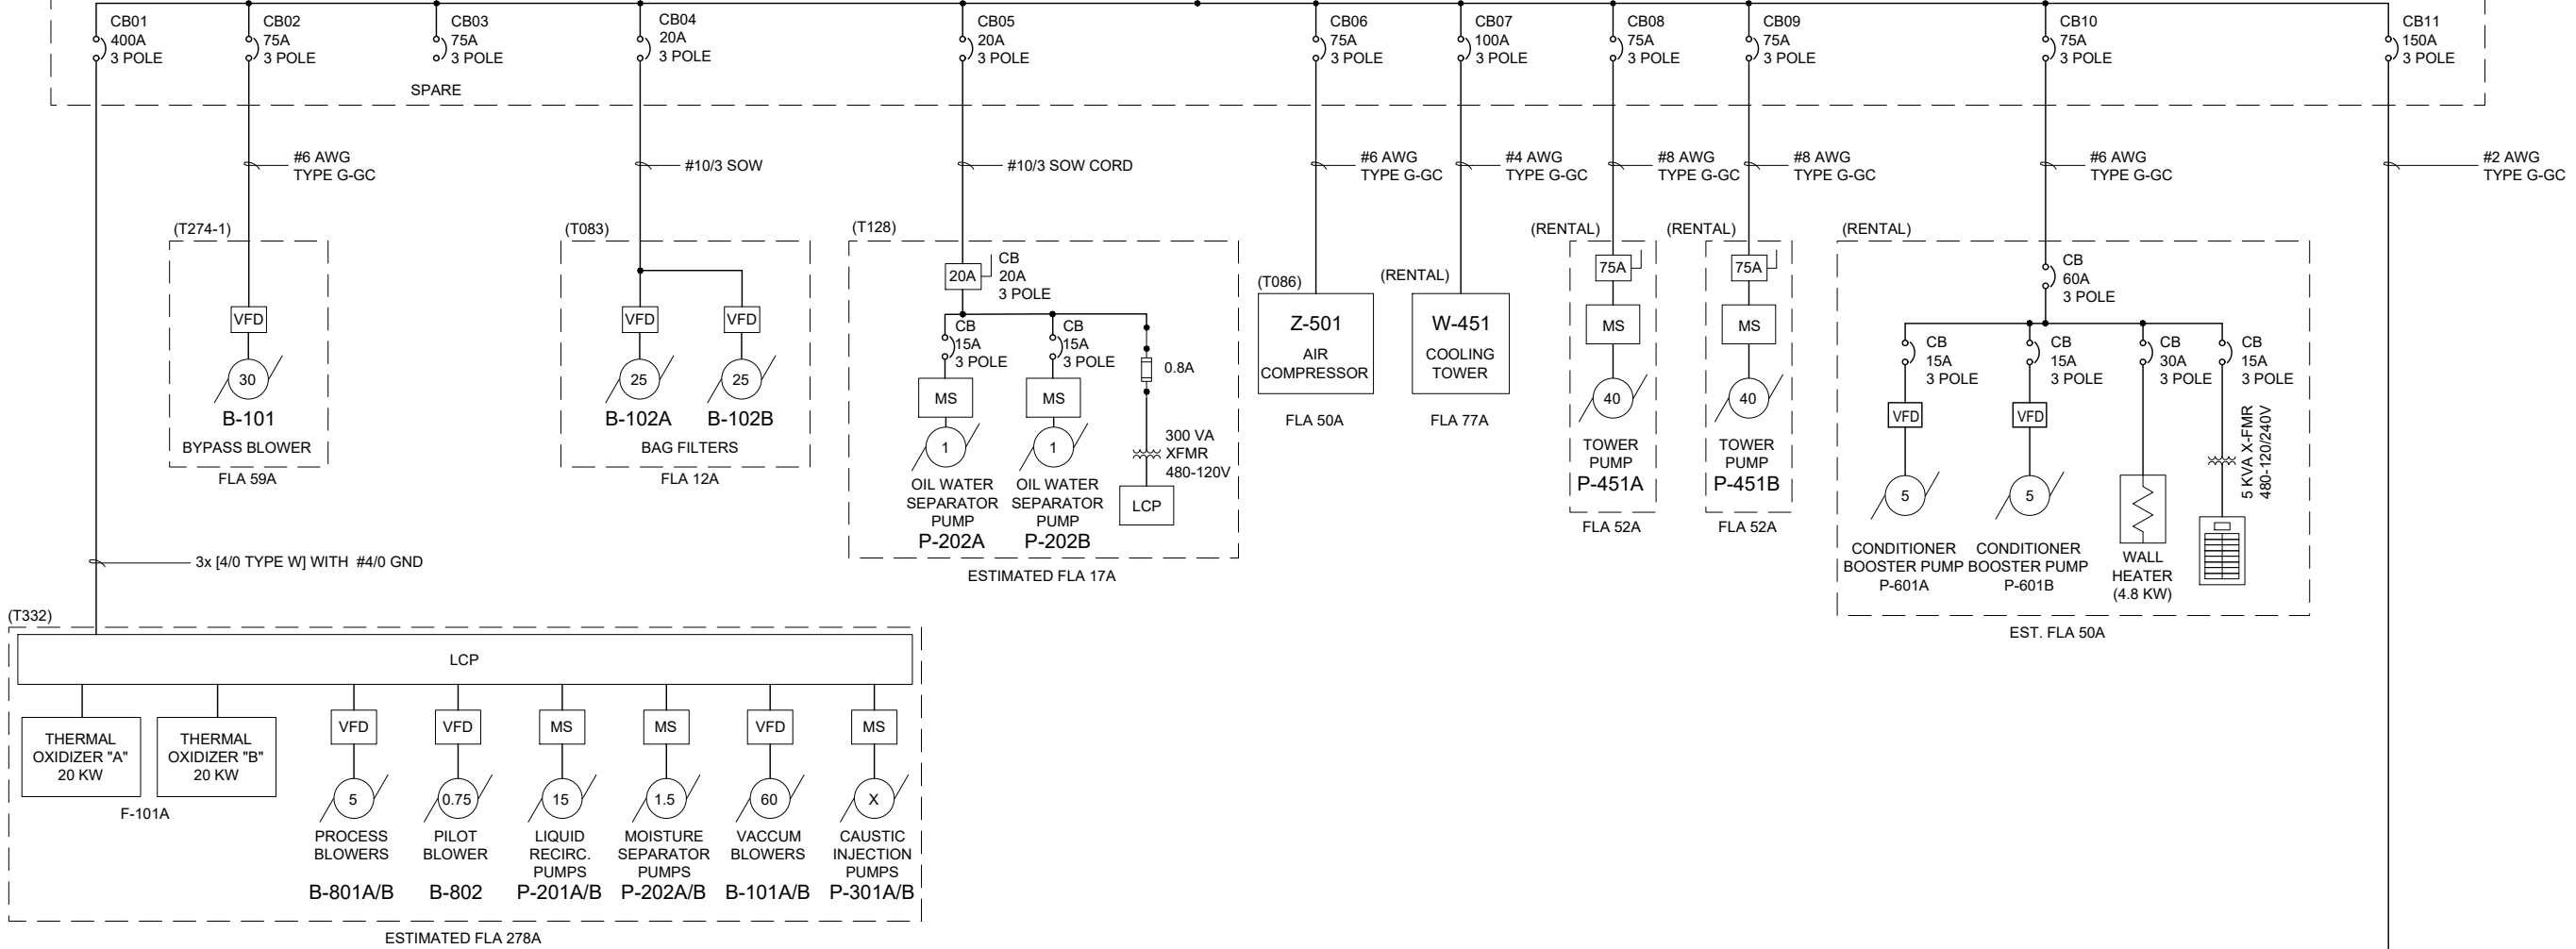 CB01
400A
3 POLE
CB02
75A
3 POLE
CB03
75A
3 POLE
CB04
20A
3 POLE
CB05
20A
3 POLE
CB06
75A
3 POLE
CB07
100A
3 POLE
CB08
75A
3 POLE
CB09
75A
3 POLE
CB10
75A
3 POLE
CB11
150A
3 POLE
SPARE
#6 AWG
TYPE G-GC
#10/3 SOW
#10/3 SOW CORD
#6 AWG
TYPE G-GC
#4 AWG
TYPE G-GC
#8 AWG
TYPE G-GC
#8 AWG
TYPE G-GC
#6 AWG
TYPE G-GC
#2 AWG
TYPE G-GC
(T274-1)
VFD
30
B-101
BYPASS BLOWER
FLA 59A
(T083)
VFD
VFD
25
25
B-102A
B-102B
BAG FILTERS
FLA 12A
(T128)
20A
CB
20A
3 POLE
CB
15A
3 POLE
CB
15A
3 POLE
0.8A
MS
MS
1
1
300 VA
XFMR
480-120V
LCP
OIL WATER
SEPARATOR
PUMP
P-202A
OIL WATER
SEPARATOR
PUMP
P-202B
ESTIMATED FLA 17A
(T086)
Z-501
AIR
COMPRESSOR
FLA 50A
(RENTAL)
W-451
COOLING
TOWER
FLA 77A
(RENTAL)
75A
MS
40
TOWER
PUMP
P-451A
FLA 52A
(RENTAL)
75A
MS
40
TOWER
PUMP
P-451B
FLA 52A
(RENTAL)
CB
60A
3 POLE
CB
15A
3 POLE
CB
15A
3 POLE
CB
30A
3 POLE
CB
15A
3 POLE
VFD
VFD
5
5
5 KVA X-FMR
480-120/240V
CONDITIONER
BOOSTER PUMP
P-601A
CONDITIONER
BOOSTER PUMP
P-601B
WALL
HEATER
(4.8 KW)
EST. FLA 50A
3x [4/0 TYPE W] WITH #4/0 GND
(T332)
LCP
THERMAL
OXIDIZER "A"
20 KW
THERMAL
OXIDIZER "B"
20 KW
F-101A
VFD
VFD
MS
MS
VFD
MS
5
0.75
15
1.5
60
X
PROCESS
BLOWERS
B-801A/B
PILOT
BLOWER
B-802
LIQUID
RECIRC.
PUMPS
P-201A/B
MOISTURE
SEPARATOR
PUMPS
P-202A/B
VACCUM
BLOWERS
B-101A/B
CAUSTIC
INJECTION
PUMPS
P-301A/B
ESTIMATED FLA 278A